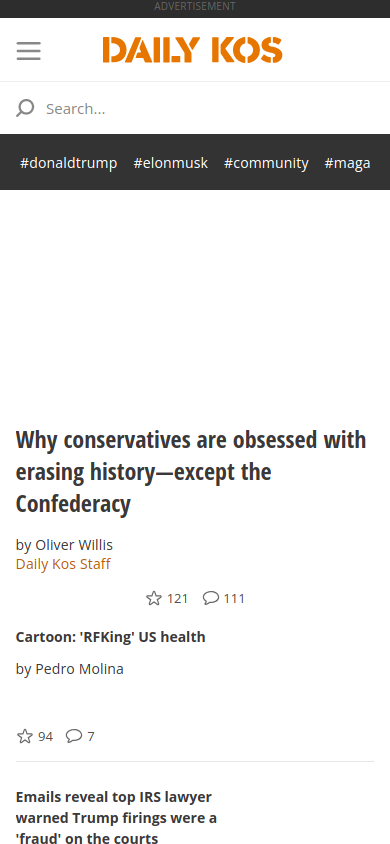 ADVERTISEMENT
DAILY KOS
Search...
#donaldtrump #elonmusk #community #maga
Why conservatives are obsessed with
erasing history—except the
Confederacy
by Oliver Willis
Daily Kos Staff
121 111
Cartoon: 'RFKing' US health
by Pedro Molina
94 7
Emails reveal top IRS lawyer
warned Trump firings were a
'fraud' on the courts